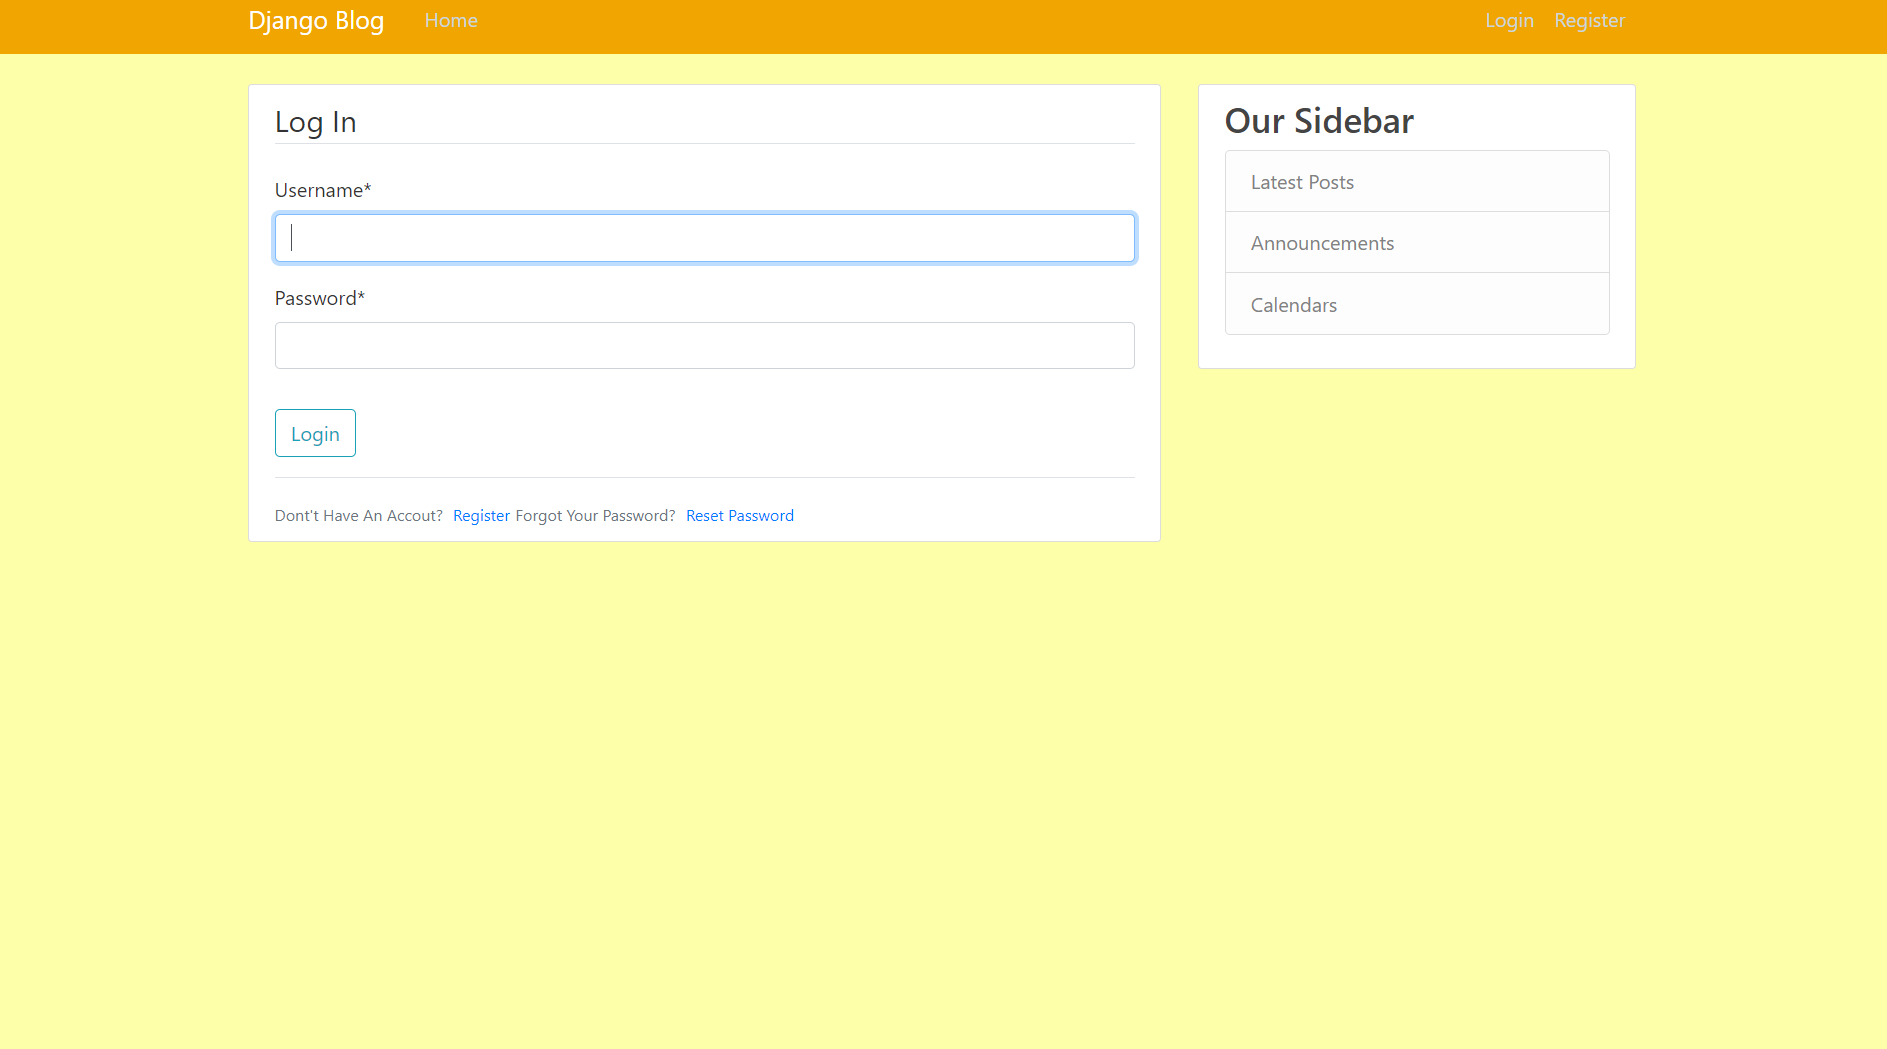 Django Blog Home Login Register
Log In
Username*
Password*
Login
Dont't Have An Accout? Register Forgot Your Password? Reset Password
Our Sidebar
Latest Posts
Announcements
Calendars